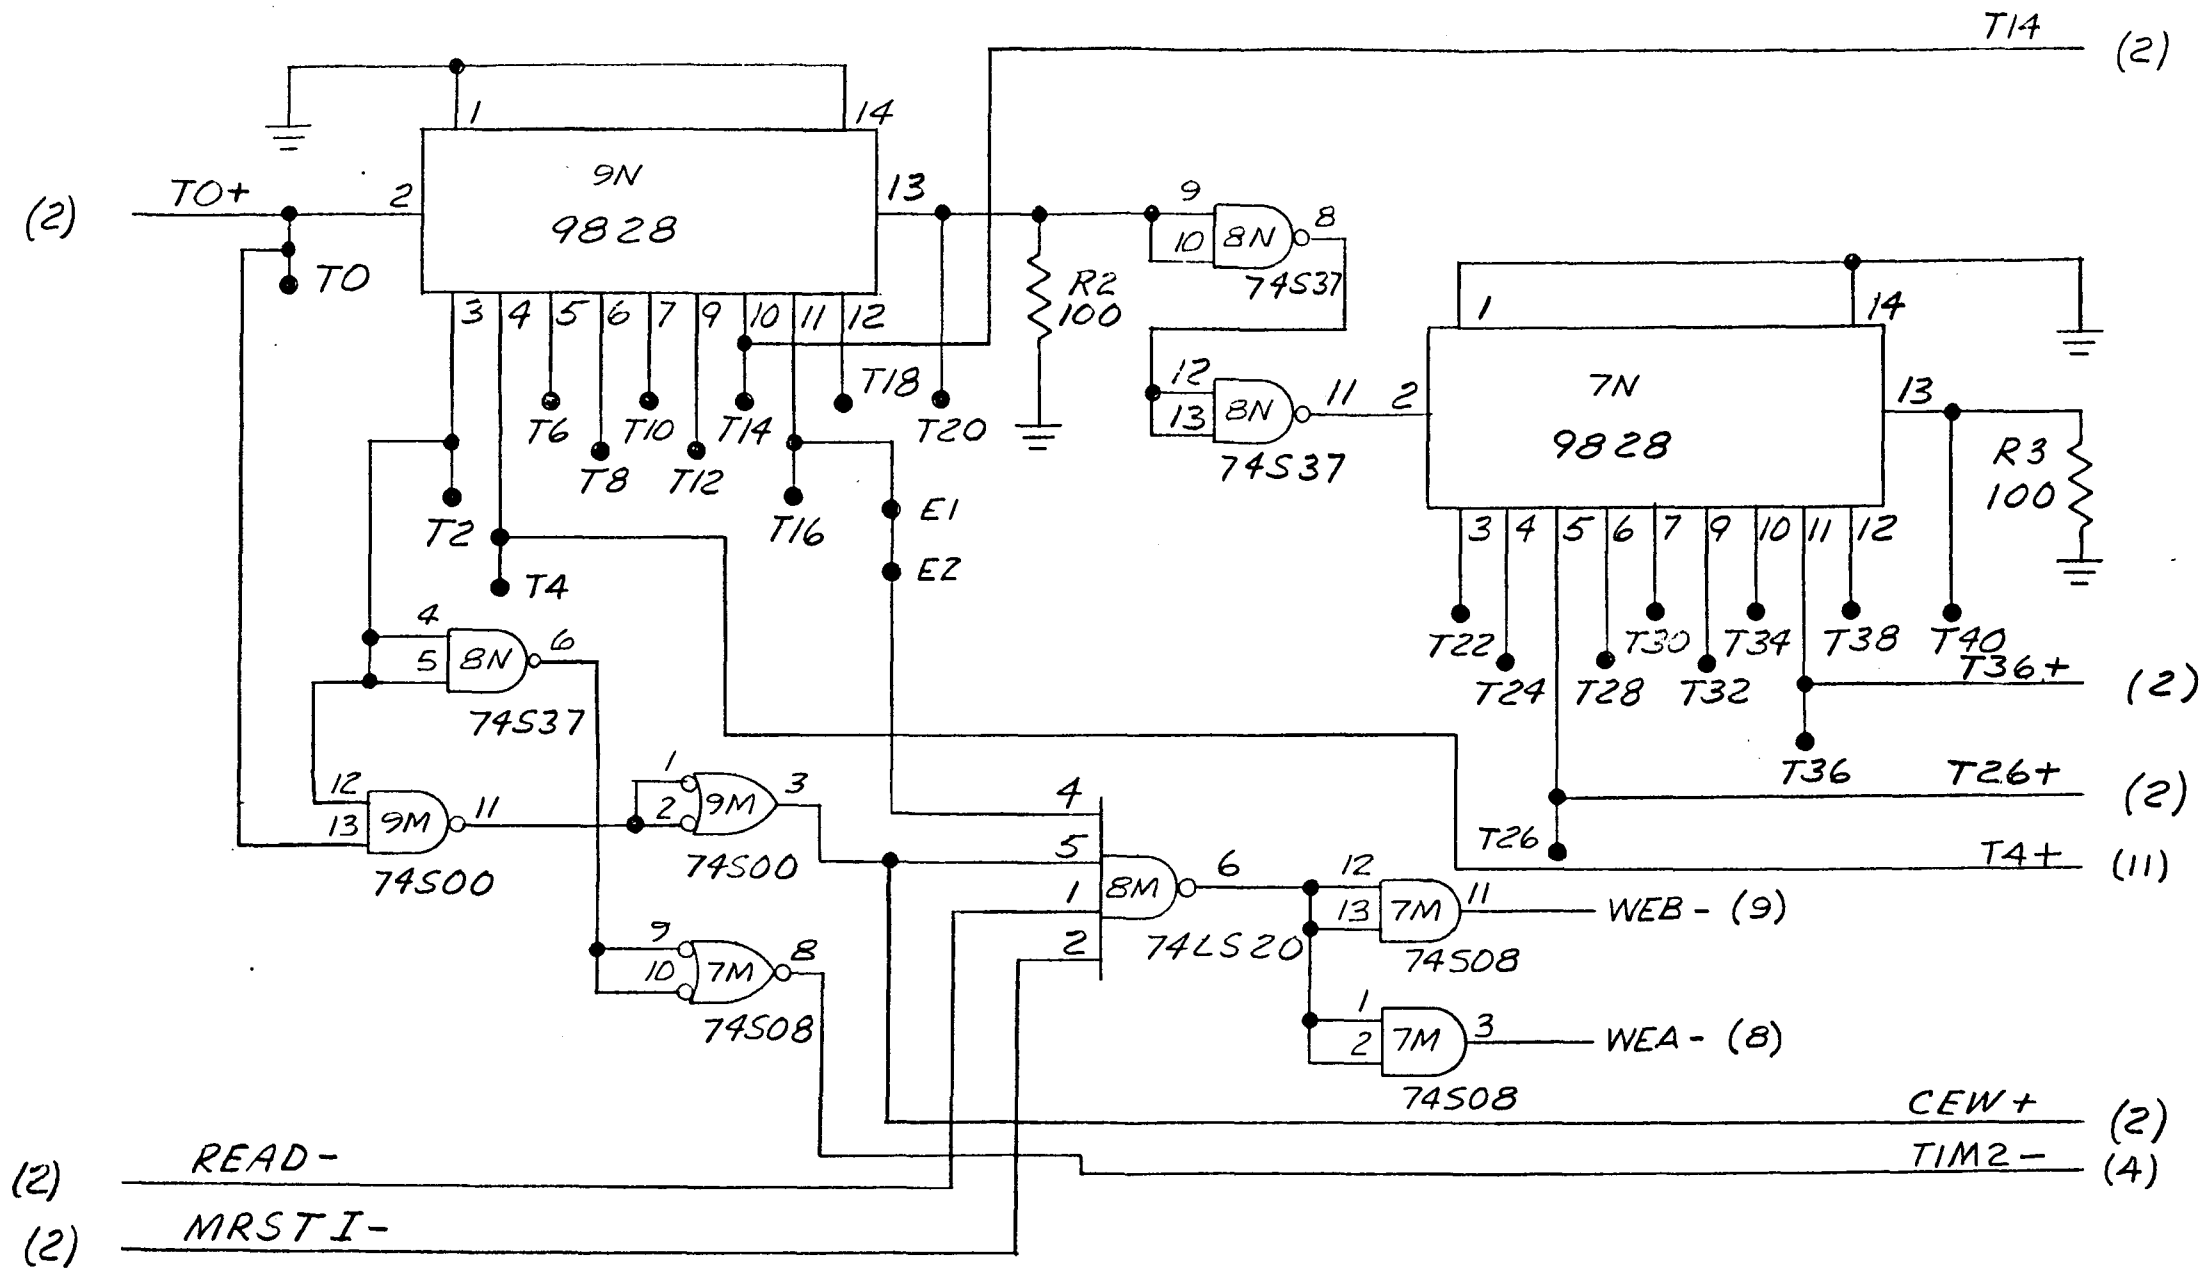 T14 (2)
1 14
9N
9828
(2) TO+ 2 13
TO
3 4 5 6 7 9 10 11 12
T18
T6 T10 T14 T20
T8 T12
T2 T16
T4
R2
100
9
10 8N 8
74S37
12
13 8N 11 2
74S37
1 14
7N
9828
13
R3
100
3 4 5 6 7 9 10 11 12
T22 T30 T34 T38 T40
T24 T28 T32
T36+ (2)
T36
T26+ (2)
T26
T4+ (11)
E1
E2
4
5 8N 6
74S37
12
13 9M 11
74S00
1
2 9M 3
74S00
9
10 7M 8
74S08
4
5
1
2
8M 6
74LS20
12
13 7M 11 WEB- (9)
74S08
1
2 7M 3 WEA- (8)
74S08
CEW+ (2)
TIM2- (4)
(2) READ-
(2) MRSTI-